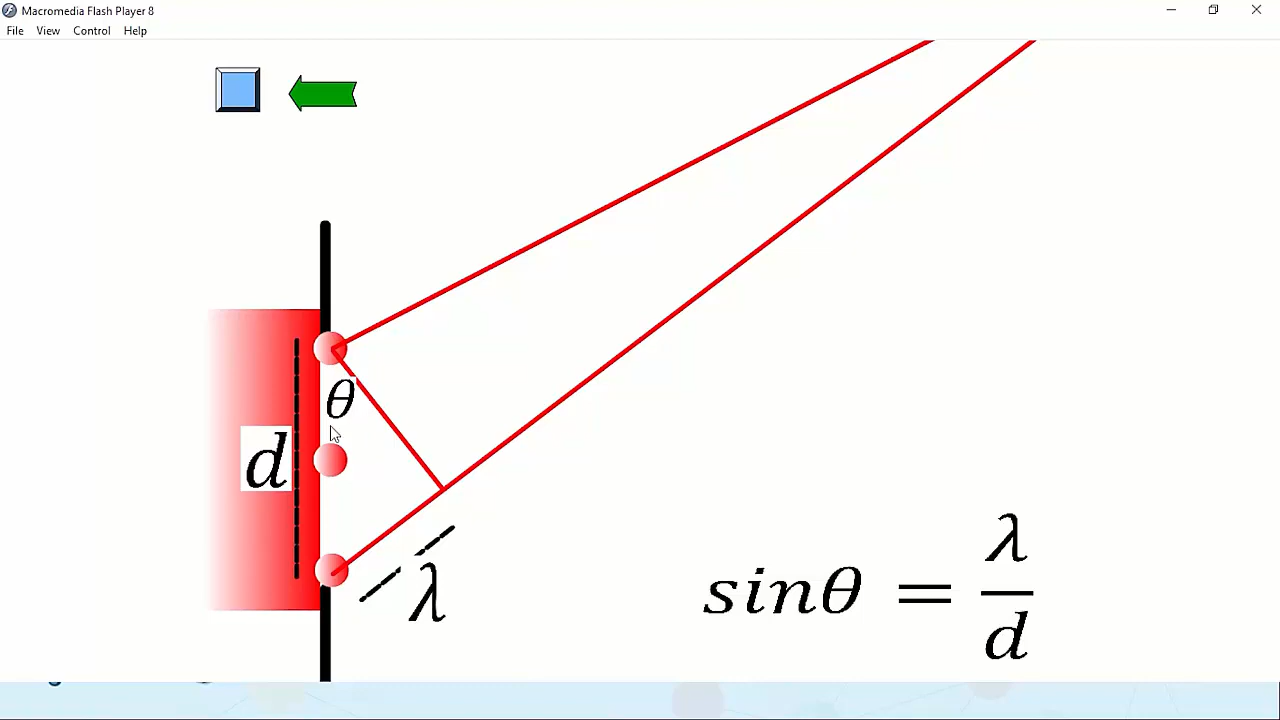 Macromedia Flash Player 8
File View Control Help
θ
d
λ
sinθ = λ/d